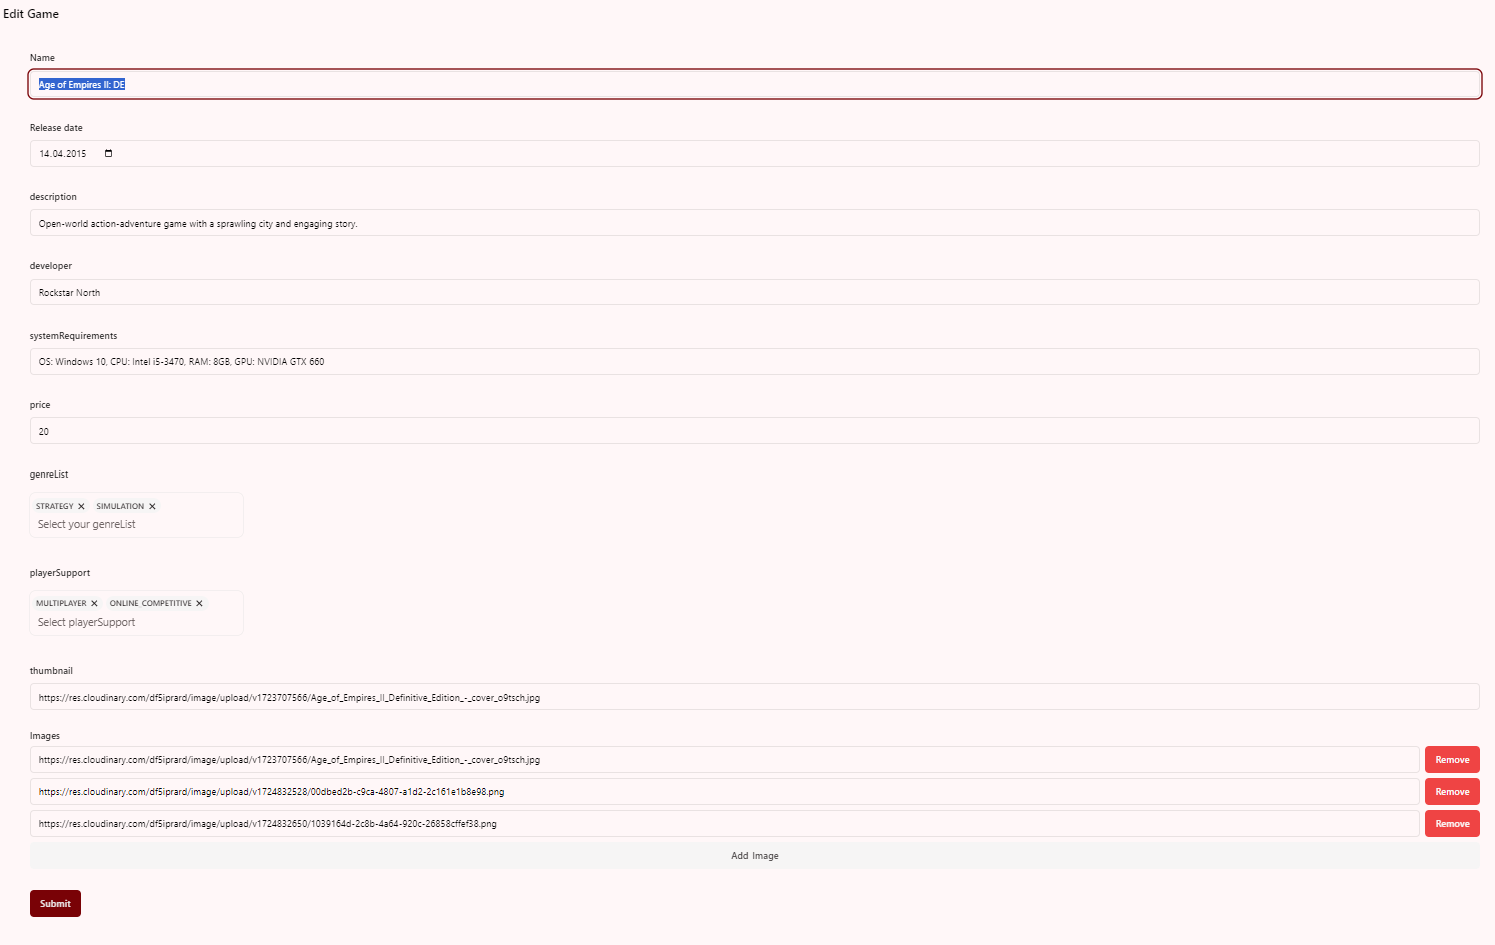 Edit Game
Name
Age of Empires II: DE
Release date
14.04.2015
description
Open-world action-adventure game with a sprawling city and engaging story.
developer
Rockstar North
systemRequirements
OS: Windows 10, CPU: Intel i5-3470, RAM: 8GB, GPU: NVIDIA GTX 660
price
20
genreList
STRATEGY ✕ SIMULATION ✕
Select your genreList
playerSupport
MULTIPLAYER ✕ ONLINE_COMPETITIVE ✕
Select playerSupport
thumbnail
https://res.cloudinary.com/df5iprard/image/upload/v1723707566/Age_of_Empires_II_Definitive_Edition_-_cover_o9tsch.jpg
Images
https://res.cloudinary.com/df5iprard/image/upload/v1723707566/Age_of_Empires_II_Definitive_Edition_-_cover_o9tsch.jpg Remove
https://res.cloudinary.com/df5iprard/image/upload/v1724832528/00dbed2b-c9ca-4807-a1d2-2c161e1b8e98.png Remove
https://res.cloudinary.com/df5iprard/image/upload/v1724832650/1039164d-2c8b-4a64-920c-26858cffef38.png Remove
Add Image
Submit